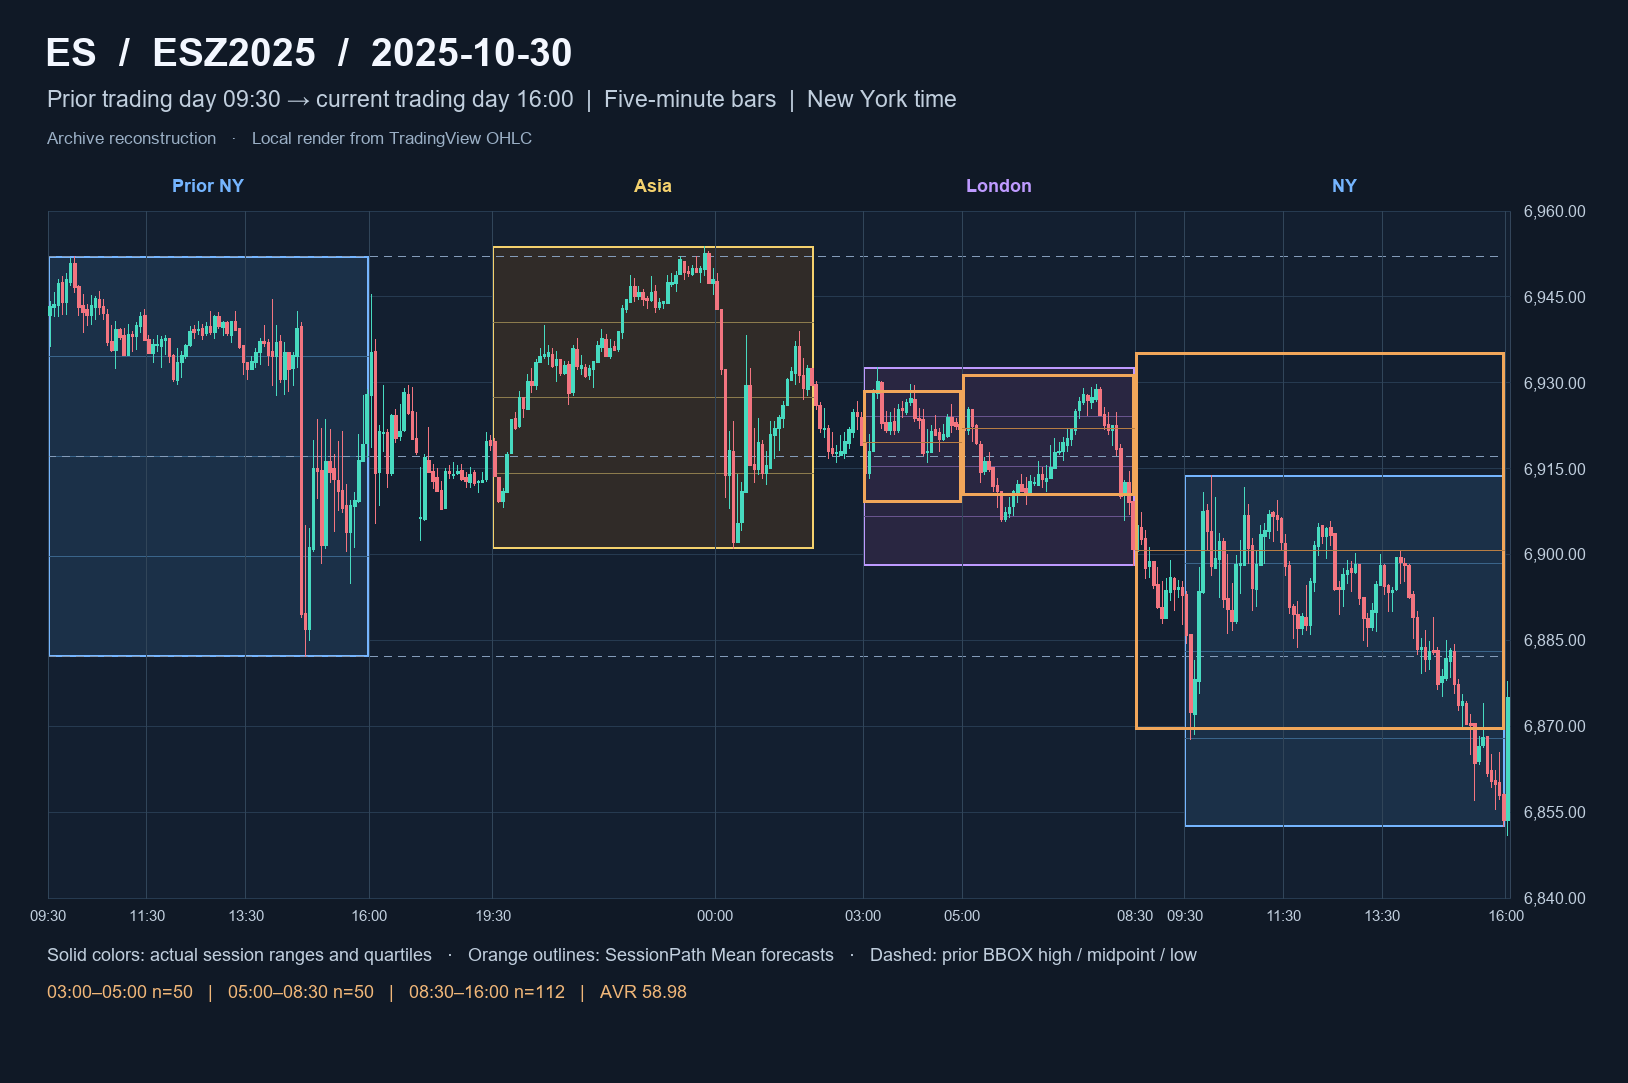 ES / ESZ2025 / 2025-10-30
Prior trading day 09:30 → current trading day 16:00 | Five-minute bars | New York time
Archive reconstruction · Local render from TradingView OHLC
Prior NY Asia London NY
6,960.00
6,945.00
6,930.00
6,915.00
6,900.00
6,885.00
6,870.00
6,855.00
6,840.00
09:30 11:30 13:30 16:00 19:30 00:00 03:00 05:00 08:30 09:30 11:30 13:30 16:00
Solid colors: actual session ranges and quartiles · Orange outlines: SessionPath Mean forecasts · Dashed: prior BBOX high / midpoint / low
03:00–05:00 n=50 | 05:00–08:30 n=50 | 08:30–16:00 n=112 | AVR 58.98